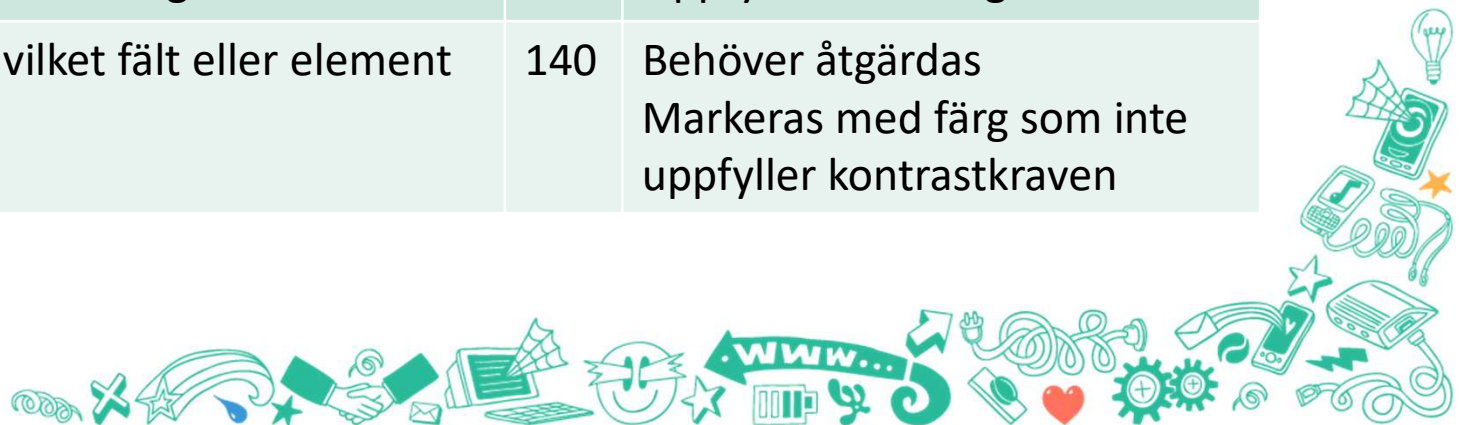 vilket fält eller element 140 Behöver åtgärdas
Markeras med färg som inte
uppfyller kontrastkraven
www...